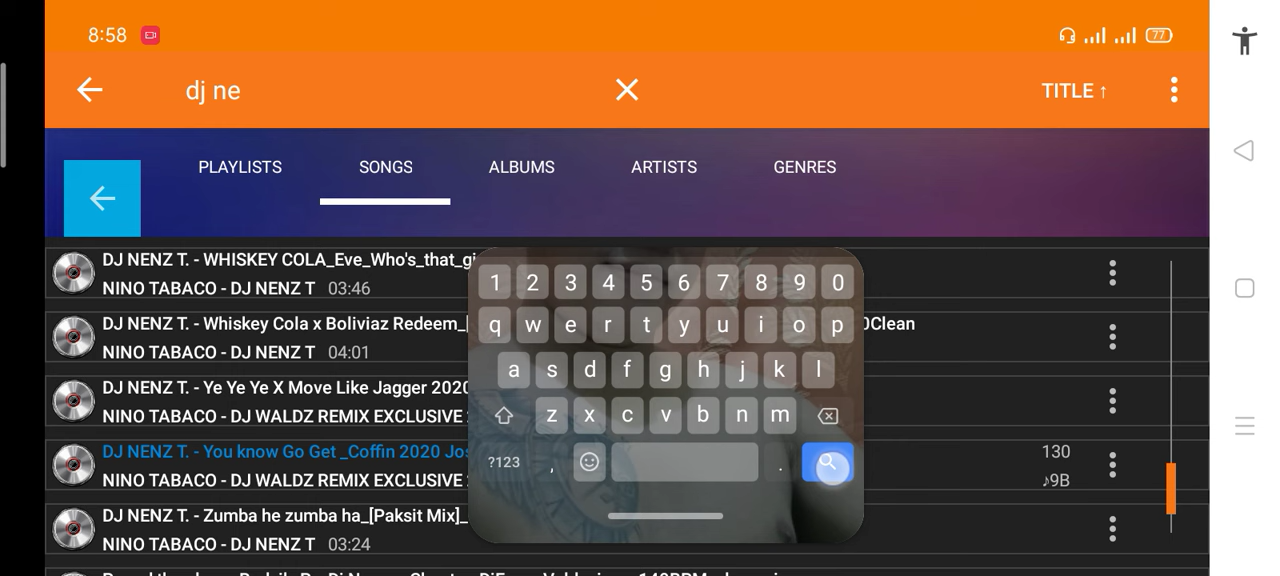 8:58
77
dj ne
TITLE ↑
PLAYLISTS SONGS ALBUMS ARTISTS GENRES
DJ NENZ T. - WHISKEY COLA_Eve_Who's_that_gi
NINO TABACO - DJ NENZ T 03:46
DJ NENZ T. - Whiskey Cola x Boliviaz Redeem_[ 0Clean
NINO TABACO - DJ NENZ T 04:01
DJ NENZ T. - Ye Ye Ye X Move Like Jagger 2020
NINO TABACO - DJ WALDZ REMIX EXCLUSIVE
DJ NENZ T. - You know Go Get _Coffin 2020 Jos 130
NINO TABACO - DJ WALDZ REMIX EXCLUSIVE ♪9B
DJ NENZ T. - Zumba he zumba ha_[Paksit Mix]_
NINO TABACO - DJ NENZ T 03:24
1 2 3 4 5 6 7 8 9 0
q w e r t y u i o p
a s d f g h j k l
z x c v b n m
?123 , .